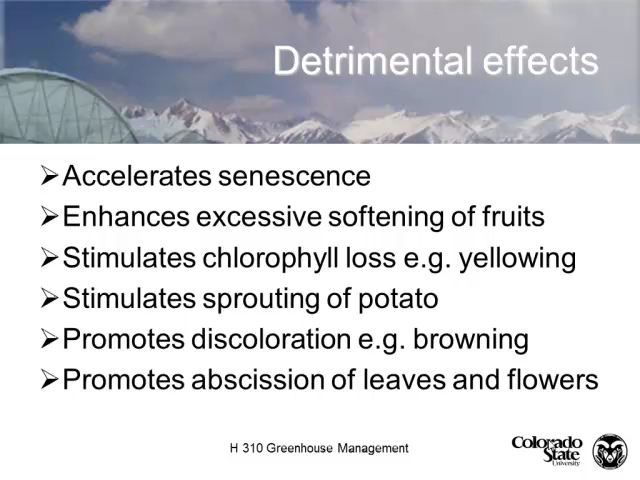 Detrimental effects
Accelerates senescence
Enhances excessive softening of fruits
Stimulates chlorophyll loss e.g. yellowing
Stimulates sprouting of potato
Promotes discoloration e.g. browning
Promotes abscission of leaves and flowers
H 310 Greenhouse Management
Colorado
State
University